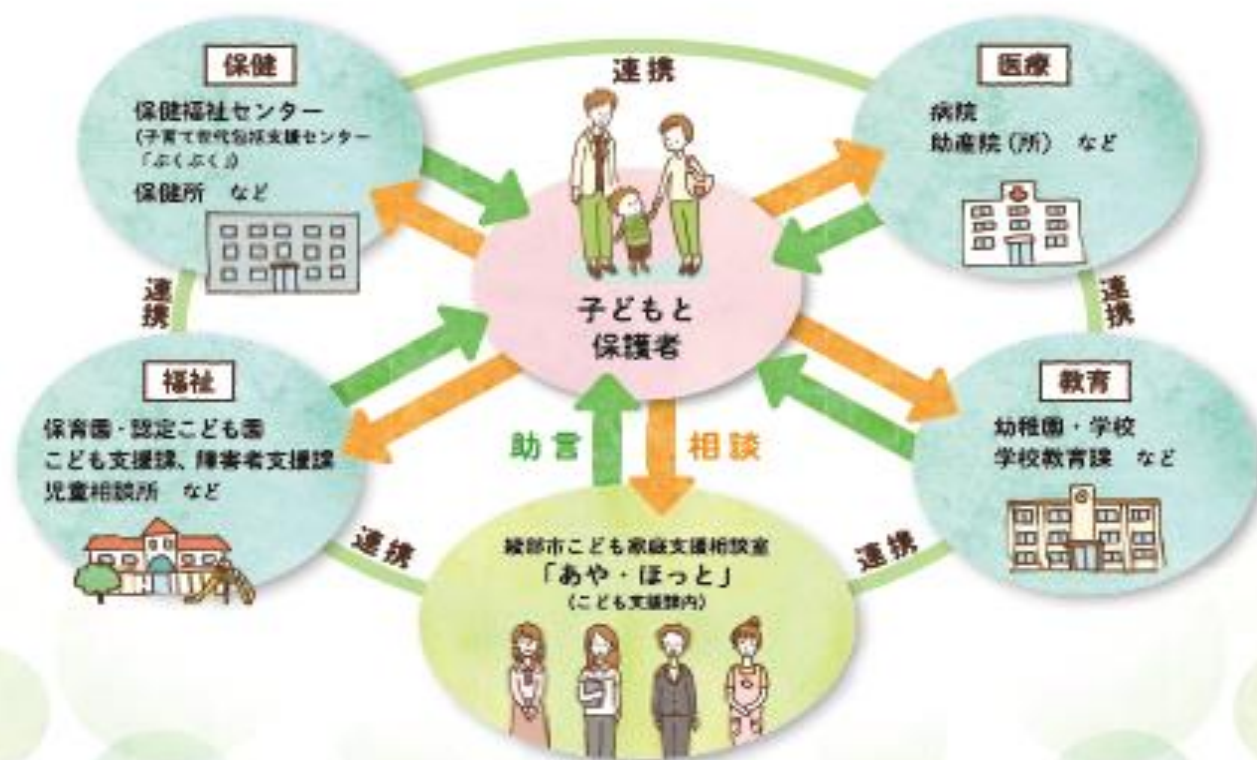 連携
保健
保健福祉センター
(子育て世代包括支援センター
「ぷくぷく」)
保健所 など
医療
病院
助産院(所) など
子どもと
保護者
連携
連携
福祉
保育園・認定こども園
こども支援課、障害者支援課
児童相談所 など
教育
幼稚園・学校
学校教育課 など
助言
相談
連携
連携
綾部市こども家庭支援相談室
「あや・ほっと」
(こども支援課内)